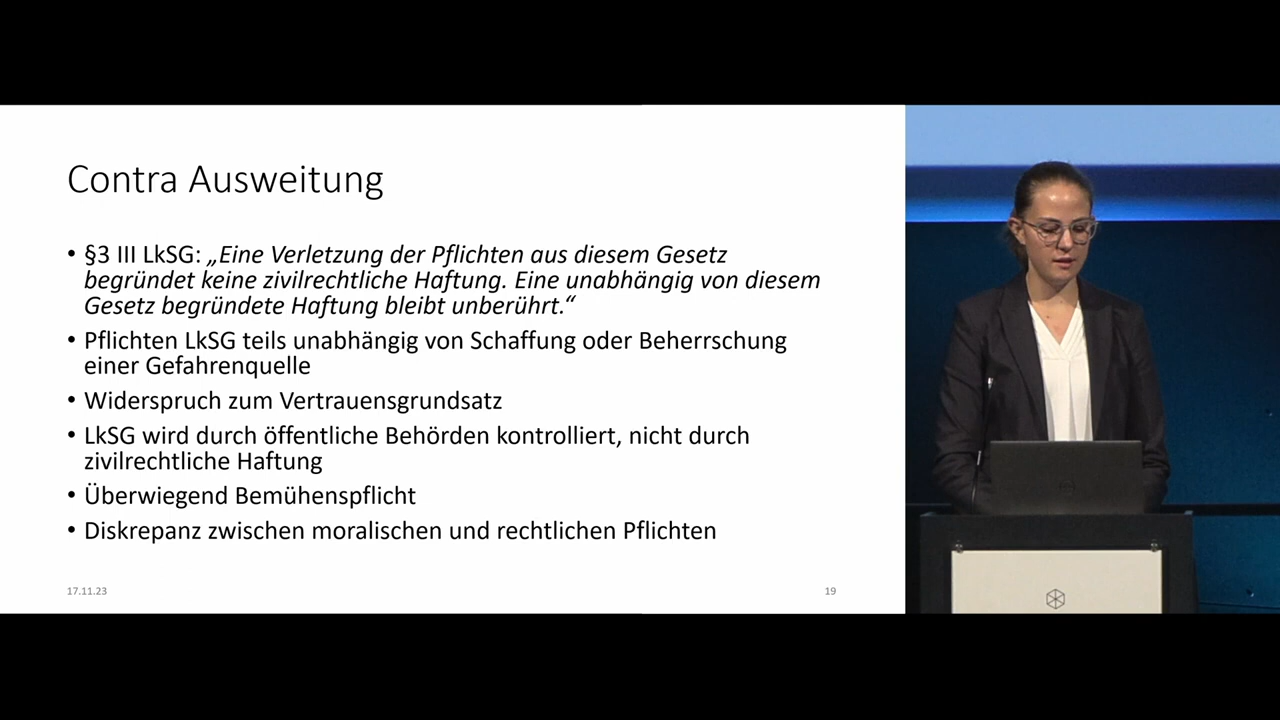 Contra Ausweitung
• §3 III LkSG: „Eine Verletzung der Pflichten aus diesem Gesetz
begründet keine zivilrechtliche Haftung. Eine unabhängig von diesem
Gesetz begründete Haftung bleibt unberührt.“
• Pflichten LkSG teils unabhängig von Schaffung oder Beherrschung
einer Gefahrenquelle
• Widerspruch zum Vertrauensgrundsatz
• LkSG wird durch öffentliche Behörden kontrolliert, nicht durch
zivilrechtliche Haftung
• Überwiegend Bemühenspflicht
• Diskrepanz zwischen moralischen und rechtlichen Pflichten
17.11.23
19